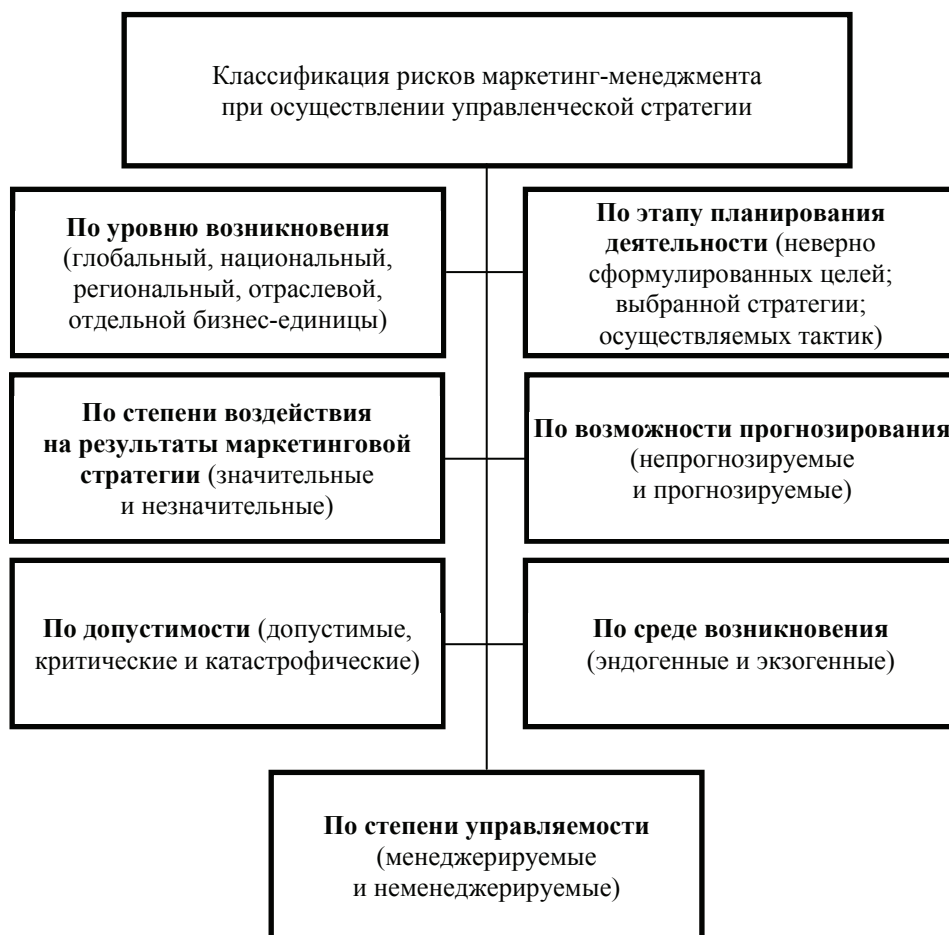 Классификация рисков маркетинг-менеджмента
при осуществлении управленческой стратегии
По уровню возникновения
(глобальный, национальный,
региональный, отраслевой,
отдельной бизнес-единицы)
По этапу планирования
деятельности (неверно
сформулированных целей;
выбранной стратегии;
осуществляемых тактик)
По степени воздействия
на результаты маркетинговой
стратегии (значительные
и незначительные)
По возможности прогнозирования
(непрогнозируемые
и прогнозируемые)
По допустимости (допустимые,
критические и катастрофические)
По среде возникновения
(эндогенные и экзогенные)
По степени управляемости
(менеджерируемые
и неменеджерируемые)